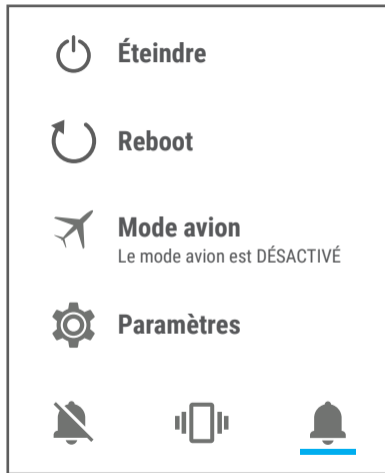 Éteindre
Reboot
Mode avion
Le mode avion est DÉSACTIVÉ
Paramètres